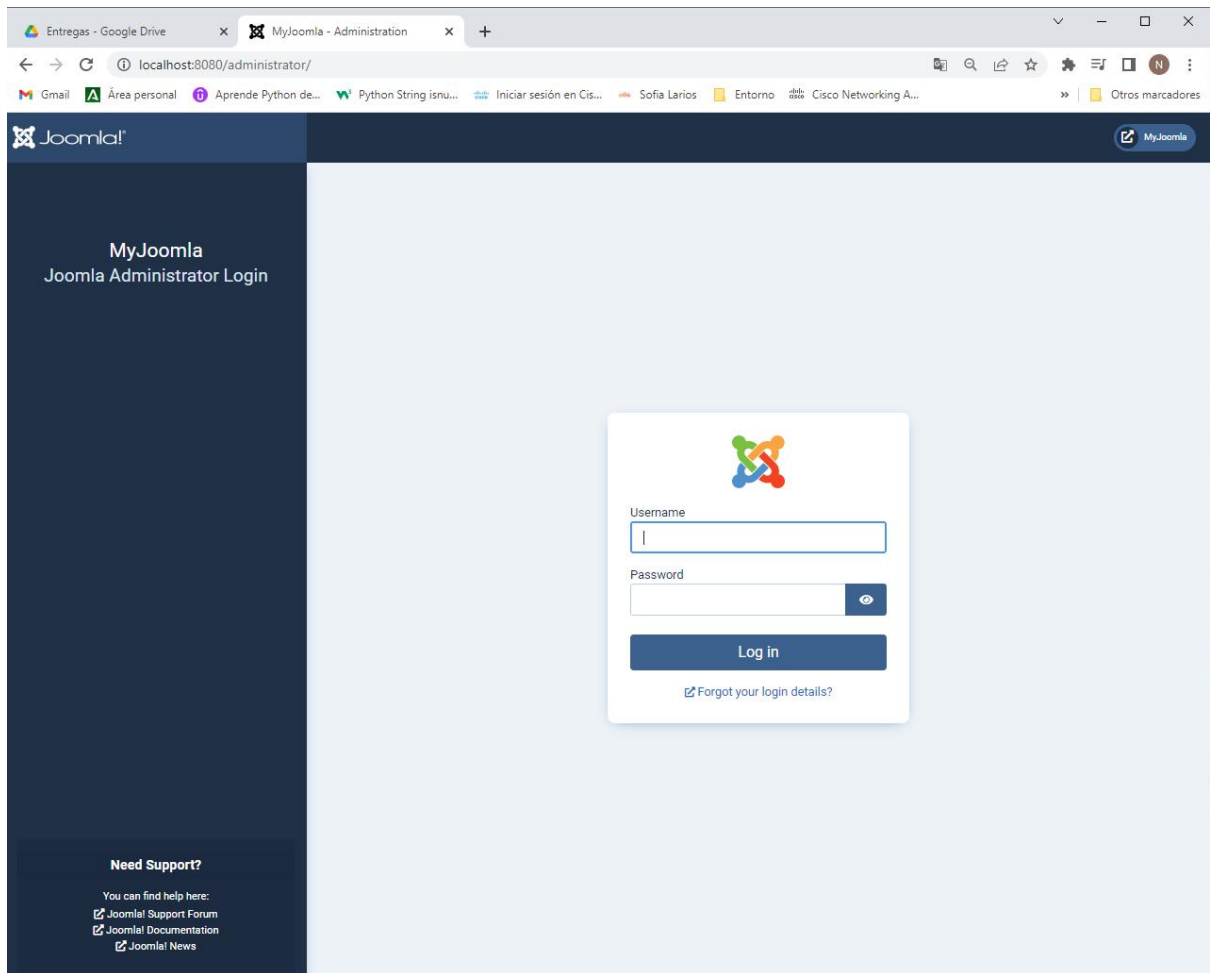 Entregas - Google Drive
MyJoomla - Administration
localhost:8080/administrator/
N
Gmail
Área personal
Aprende Python de...
Python String isnu...
Iniciar sesión en Cis...
Sofia Larios
Entorno
Cisco Networking A...
»
Otros marcadores
Joomla!®
MyJoomla
MyJoomla
Joomla Administrator Login
Username
Password
Log in
Forgot your login details?
Need Support?
You can find help here:
Joomla! Support Forum
Joomla! Documentation
Joomla! News